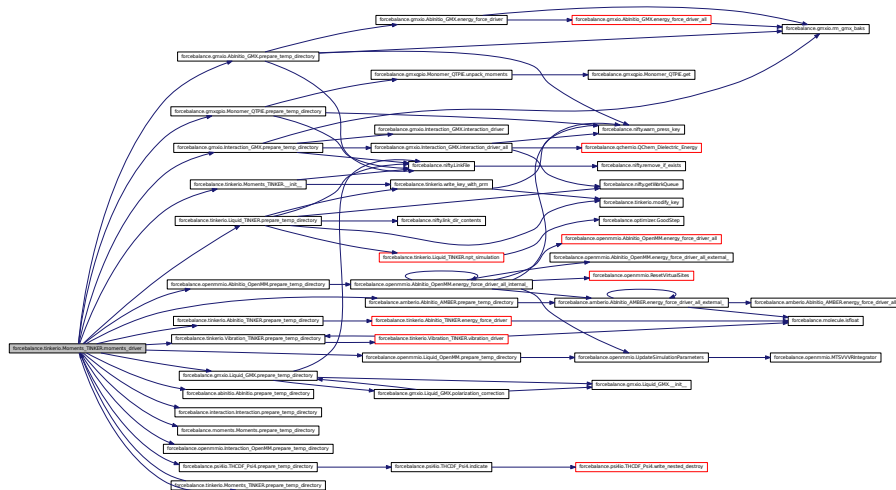 forcebalance.gmxio.AbInitio_GMX.energy_force_driver
forcebalance.gmxio.AbInitio_GMX.energy_force_driver_all
forcebalance.gmxio.rm_gmx_baks
forcebalance.gmxio.AbInitio_GMX.prepare_temp_directory
forcebalance.gmxqpio.Monomer_QTPIE.unpack_moments
forcebalance.gmxqpio.Monomer_QTPIE.get
forcebalance.gmxqpio.Monomer_QTPIE.prepare_temp_directory
forcebalance.gmxio.Interaction_GMX.interaction_driver
forcebalance.nifty.warn_press_key
forcebalance.gmxio.Interaction_GMX.prepare_temp_directory
forcebalance.gmxio.Interaction_GMX.interaction_driver_all
forcebalance.qchemio.QChem_Dielectric_Energy
forcebalance.nifty.LinkFile
forcebalance.nifty.remove_if_exists
forcebalance.tinkerio.Moments_TINKER.__init__
forcebalance.tinkerio.write_key_with_prm
forcebalance.nifty.getWorkQueue
forcebalance.tinkerio.modify_key
forcebalance.tinkerio.Liquid_TINKER.prepare_temp_directory
forcebalance.nifty.link_dir_contents
forcebalance.optimizer.GoodStep
forcebalance.openmmio.AbInitio_OpenMM.energy_force_driver_all
forcebalance.tinkerio.Liquid_TINKER.npt_simulation
forcebalance.openmmio.AbInitio_OpenMM.energy_force_driver_all_external_
forcebalance.openmmio.ResetVirtualSites
forcebalance.openmmio.AbInitio_OpenMM.prepare_temp_directory
forcebalance.openmmio.AbInitio_OpenMM.energy_force_driver_all_internal_
forcebalance.amberio.AbInitio_AMBER.prepare_temp_directory
forcebalance.amberio.AbInitio_AMBER.energy_force_driver_all_external_
forcebalance.amberio.AbInitio_AMBER.energy_force_driver_all
forcebalance.tinkerio.AbInitio_TINKER.prepare_temp_directory
forcebalance.tinkerio.AbInitio_TINKER.energy_force_driver
forcebalance.molecule.isfloat
forcebalance.tinkerio.Vibration_TINKER.prepare_temp_directory
forcebalance.tinkerio.Vibration_TINKER.vibration_driver
forcebalance.tinkerio.Moments_TINKER.moments_driver
forcebalance.openmmio.Liquid_OpenMM.prepare_temp_directory
forcebalance.openmmio.UpdateSimulationParameters
forcebalance.openmmio.MTSVVVRIntegrator
forcebalance.gmxio.Liquid_GMX.prepare_temp_directory
forcebalance.gmxio.Liquid_GMX.__init__
forcebalance.abinitio.AbInitio.prepare_temp_directory
forcebalance.gmxio.Liquid_GMX.polarization_correction
forcebalance.interaction.Interaction.prepare_temp_directory
forcebalance.moments.Moments.prepare_temp_directory
forcebalance.openmmio.Interaction_OpenMM.prepare_temp_directory
forcebalance.psi4io.THCDF_Psi4.prepare_temp_directory
forcebalance.psi4io.THCDF_Psi4.indicate
forcebalance.psi4io.THCDF_Psi4.write_nested_destroy
forcebalance.tinkerio.Moments_TINKER.prepare_temp_directory